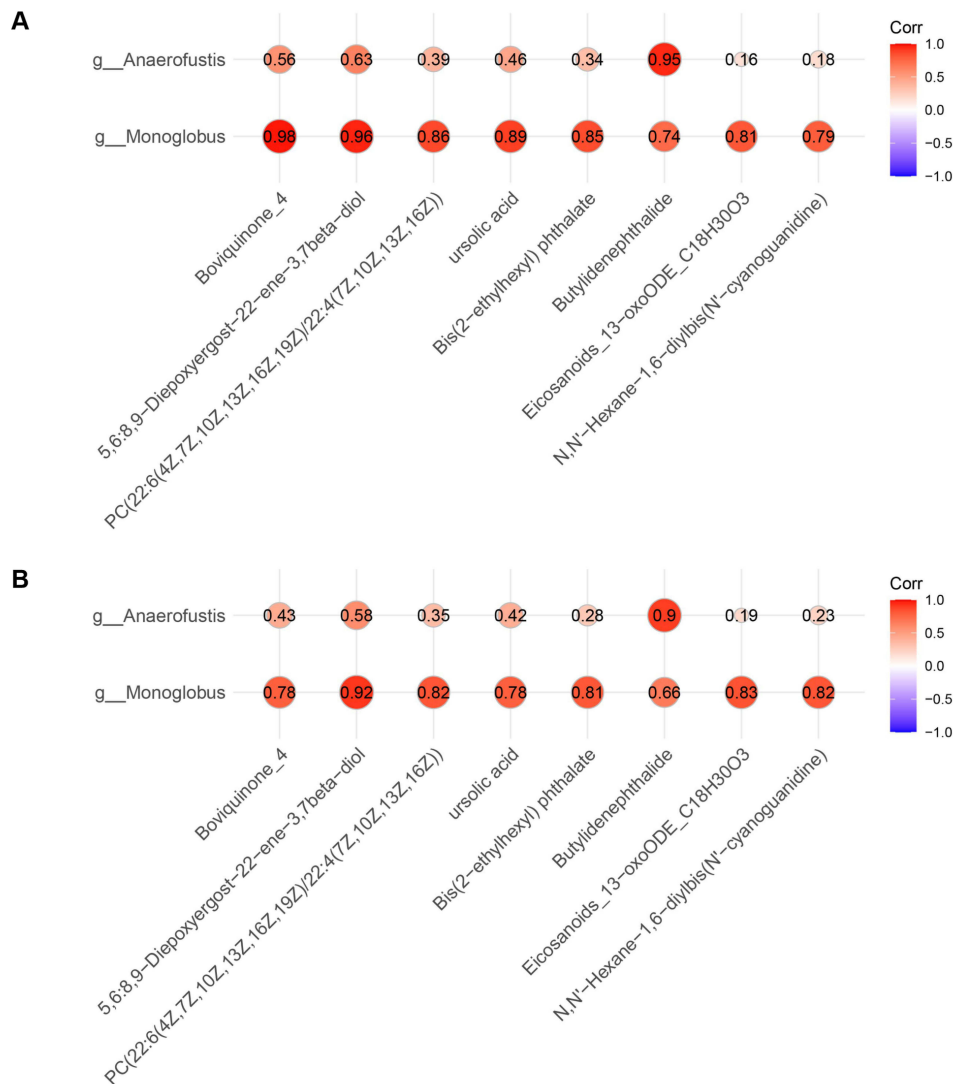 A
g__Anaerofustis 0.56 0.63 0.39 0.46 0.34 0.95 0.16 0.18
g__Monoglobus 0.98 0.96 0.86 0.89 0.85 0.74 0.81 0.79
Boviquinone_4
5,6:8,9−Diepoxyergost−22−ene−3,7beta−diol
PC(22:6(4Z,7Z,10Z,13Z,16Z,19Z)/22:4(7Z,10Z,13Z,16Z))
ursolic acid
Bis(2−ethylhexyl) phthalate
Butylidenephthalide
Eicosanoids_13−oxoODE_C18H30O3
N,N'−Hexane−1,6−diylbis(N'−cyanoguanidine)
Corr
1.0
0.5
0.0
−0.5
−1.0
B
g__Anaerofustis 0.43 0.58 0.35 0.42 0.28 0.9 0.19 0.23
g__Monoglobus 0.78 0.92 0.82 0.78 0.81 0.66 0.83 0.82
Boviquinone_4
5,6:8,9−Diepoxyergost−22−ene−3,7beta−diol
PC(22:6(4Z,7Z,10Z,13Z,16Z,19Z)/22:4(7Z,10Z,13Z,16Z))
ursolic acid
Bis(2−ethylhexyl) phthalate
Butylidenephthalide
Eicosanoids_13−oxoODE_C18H30O3
N,N'−Hexane−1,6−diylbis(N'−cyanoguanidine)
Corr
1.0
0.5
0.0
−0.5
−1.0